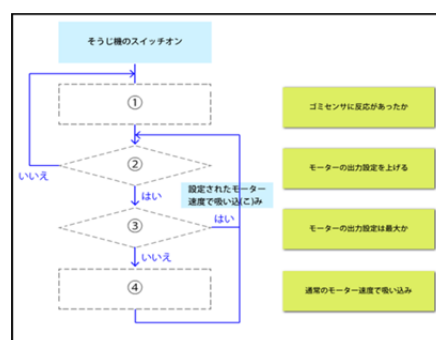 そうじ機のスイッチオン
①
ゴミセンサに反応があったか
②
モーターの出力設定を上げる
いいえ
はい
設定されたモーター
速度で吸い込(こ)み
③
はい
モーターの出力設定は最大か
いいえ
④
通常のモーター速度で吸い込み